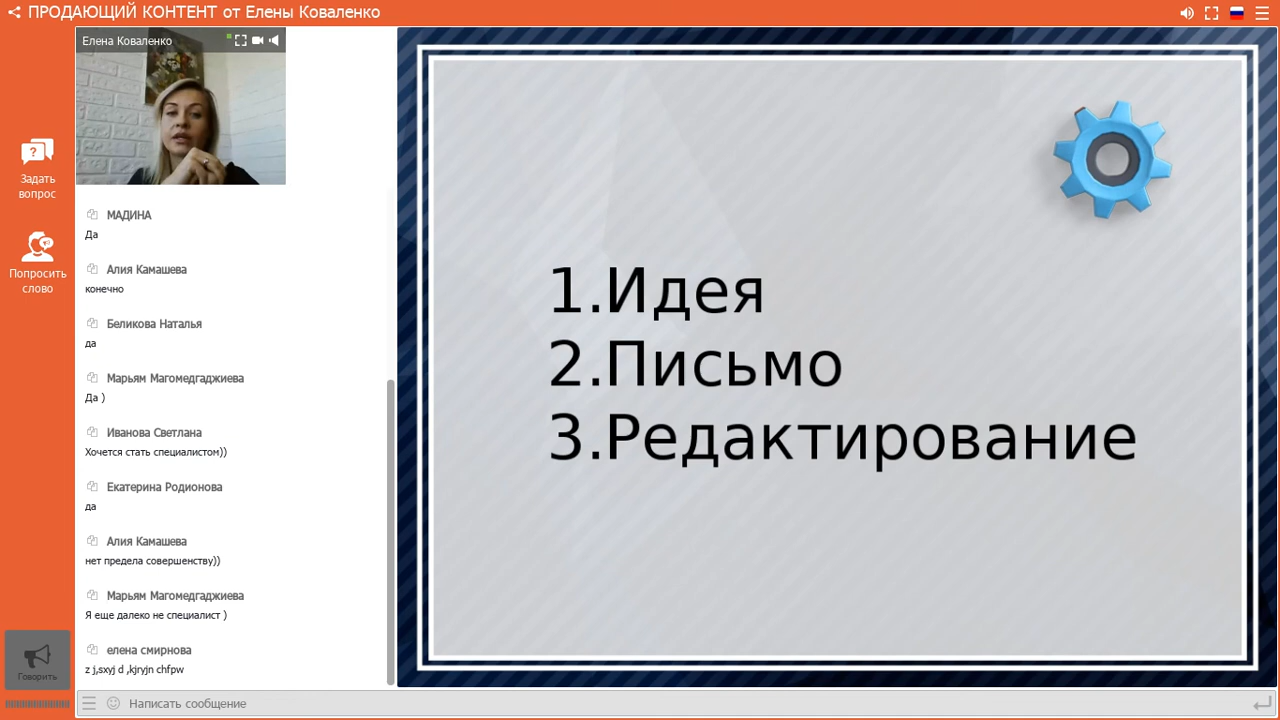 ПРОДАЮЩИЙ КОНТЕНТ от Елены Коваленко
Елена Коваленко
Задать
вопрос
Попросить
слово
МАДИНА
Да
Алия Камашева
конечно
Беликова Наталья
да
Марьям Магомедгаджиева
Да )
Иванова Светлана
Хочется стать специалистом))
Екатерина Родионова
да
Алия Камашева
нет предела совершенству))
Марьям Магомедгаджиева
Я еще далеко не специалист )
елена смирнова
z j,sxyj d ,kjryjn chfpw
Говорить
Написать сообщение
1.Идея
2.Письмо
3.Редактирование